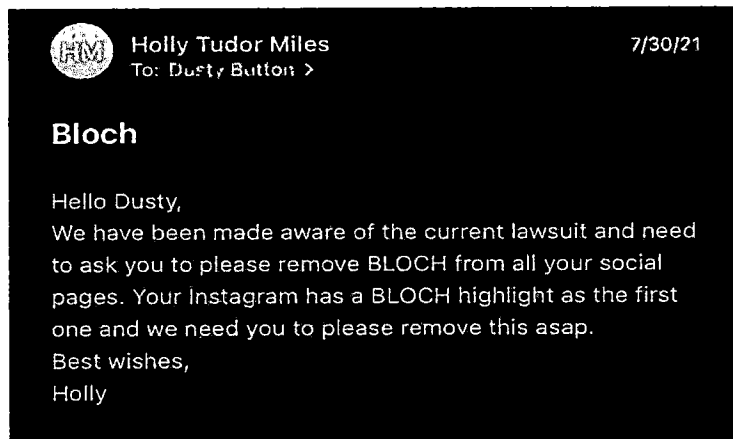 HM
Holly Tudor Miles
7/30/21
To: Dusty Button >
Bloch
Hello Dusty,
We have been made aware of the current lawsuit and need
to ask you to please remove BLOCH from all your social
pages. Your Instagram has a BLOCH highlight as the first
one and we need you to please remove this asap.
Best wishes,
Holly